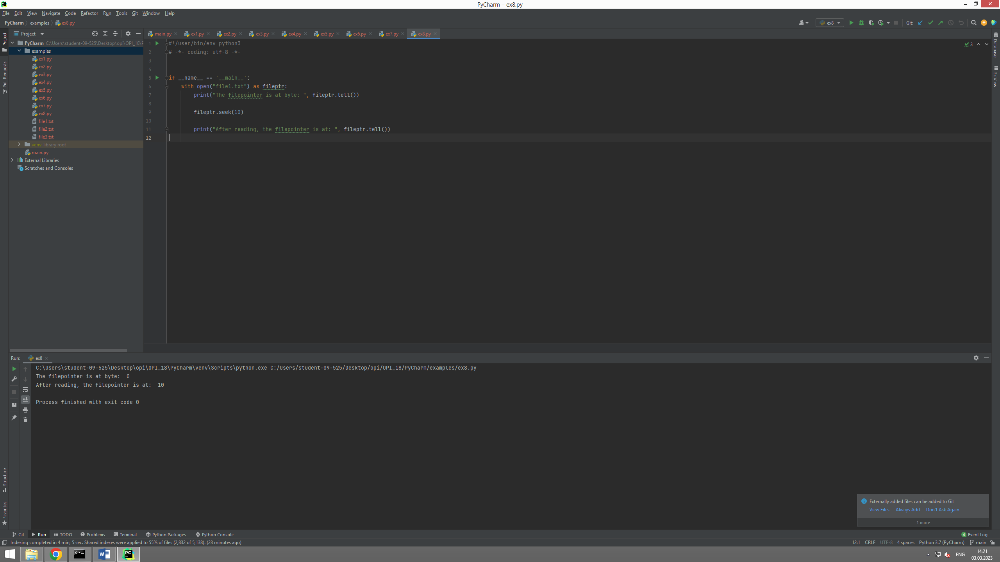 PyCharm – ex8.py
File Edit View Navigate Code Refactor Run Tools Git Window Help
PyCharm examples ex8.py
ex8 Git:
Project
main.py ex1.py ex2.py ex3.py ex4.py ex5.py ex6.py ex7.py ex8.py
Project
Pull Requests
Structure
Favorites
PyCharm C:\Users\student-09-525\Desktop\opi\OPI_18\P
examples
ex1.py
ex2.py
ex3.py
ex4.py
ex5.py
ex6.py
ex7.py
ex8.py
file1.txt
file2.txt
file3.txt
venv library root
main.py
External Libraries
Scratches and Consoles
1 #!/user/bin/env python3
2 # -*- coding: utf-8 -*-
3
4
5 if __name__ == '__main__':
6 with open("file1.txt") as fileptr:
7 print("The filepointer is at byte: ", fileptr.tell())
8
9 fileptr.seek(10)
10
11 print("After reading, the filepointer is at: ", fileptr.tell())
12
3
Database
SciView
Run: ex8
C:\Users\student-09-525\Desktop\opi\OPI_18\PyCharm\venv\Scripts\python.exe C:/Users/student-09-525/Desktop/opi/OPI_18/PyCharm/examples/ex8.py
The filepointer is at byte:  0
After reading, the filepointer is at:  10
Process finished with exit code 0
Externally added files can be added to Git
View Files Always Add Don't Ask Again
1 more
Git Run TODO Problems Terminal Python Packages Python Console 4 Event Log
Indexing completed in 4 min, 5 sec. Shared indexes were applied to 55% of files (2,832 of 5,138). (23 minutes ago) 12:1 CRLF UTF-8 4 spaces Python 3.7 (PyCharm) main
ENG
14:21
03.03.2023